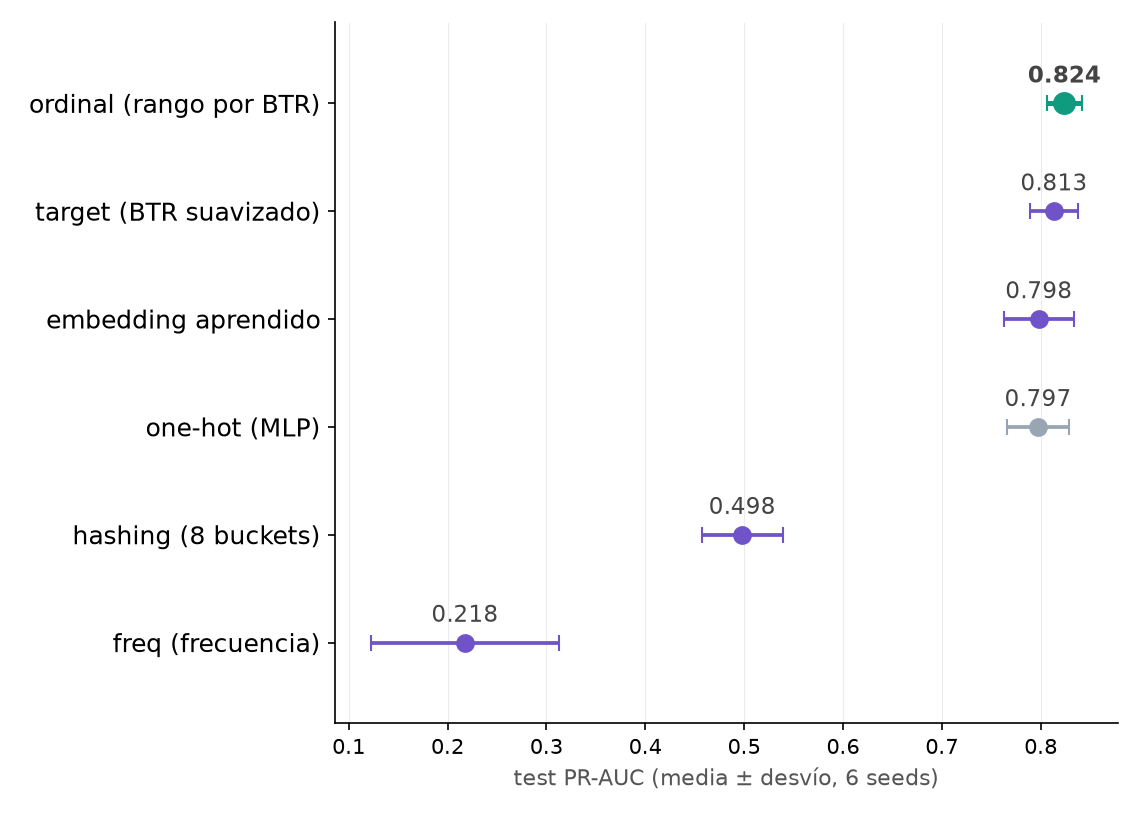 0.824
ordinal (rango por BTR)
0.813
target (BTR suavizado)
0.798
embedding aprendido
0.797
one-hot (MLP)
0.498
hashing (8 buckets)
0.218
freq (frecuencia)
0.1 0.2 0.3 0.4 0.5 0.6 0.7 0.8
test PR-AUC (media ± desvío, 6 seeds)